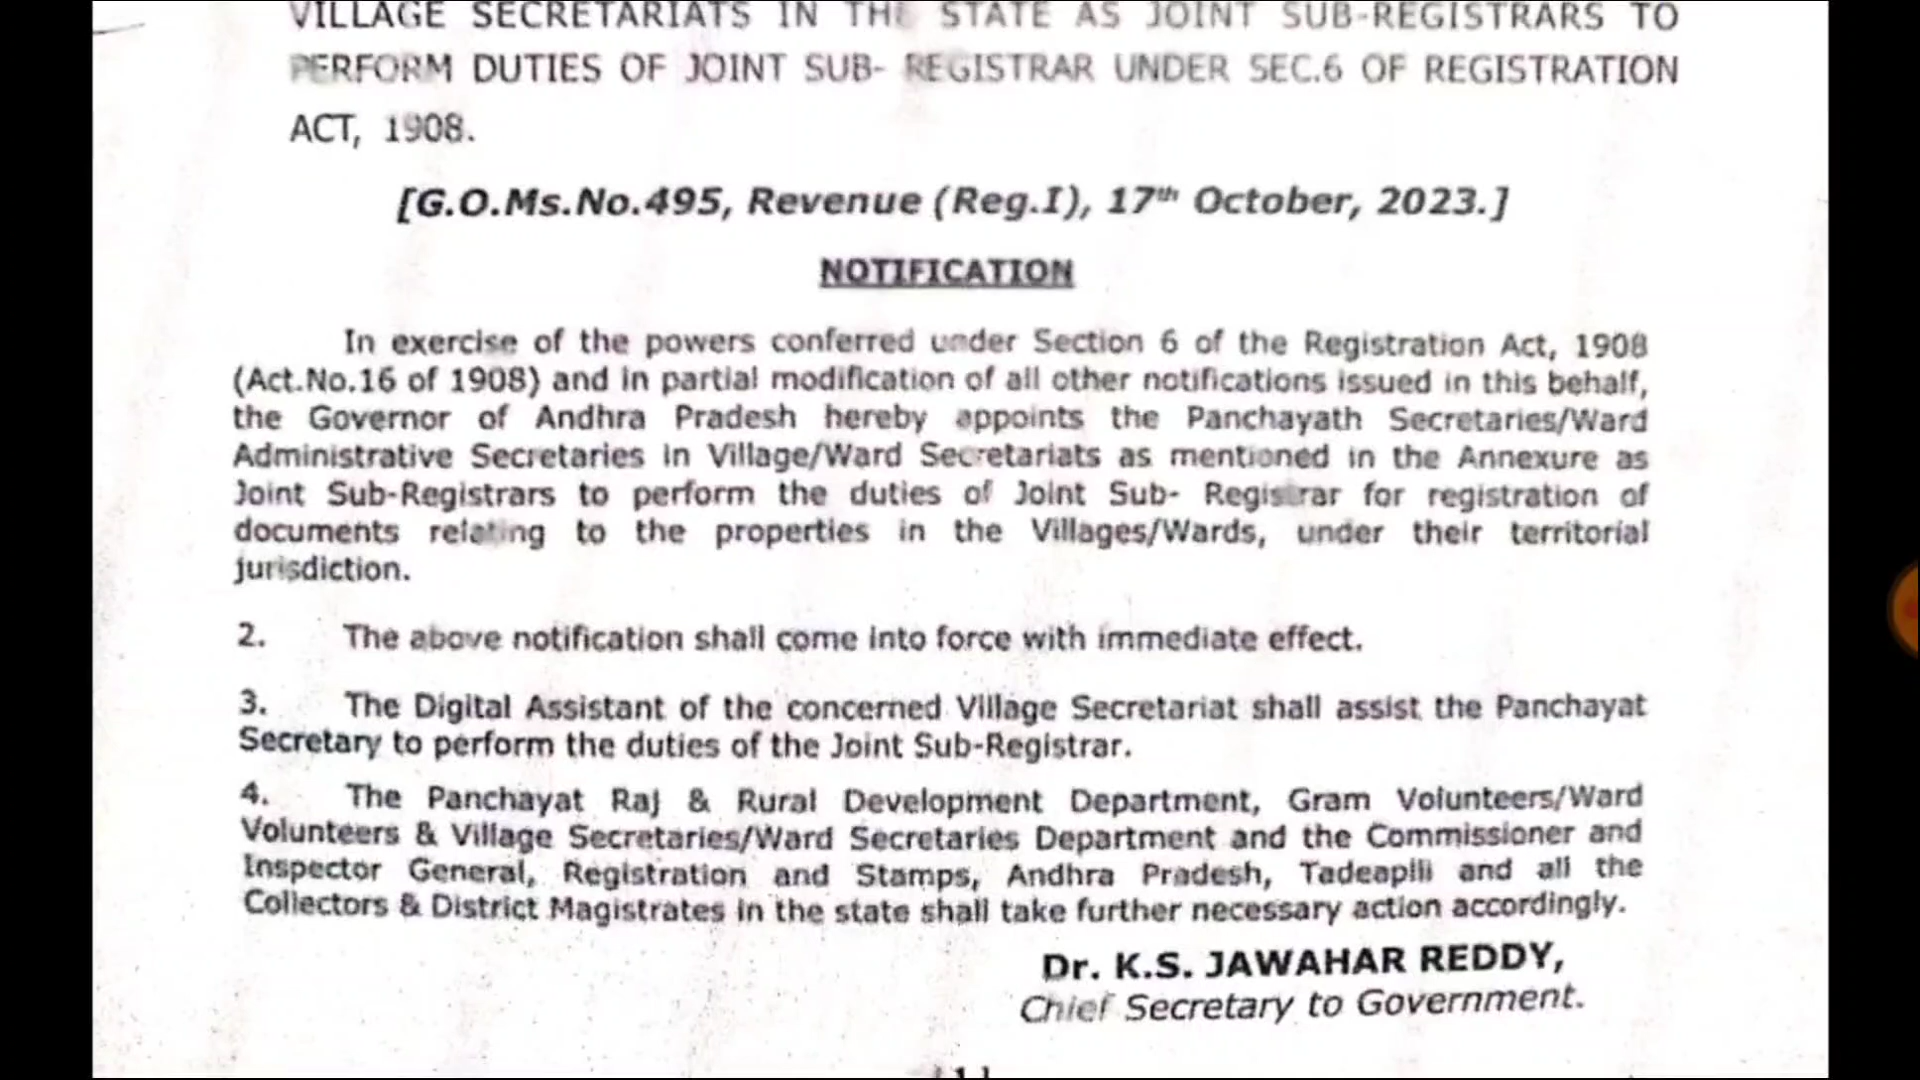 VILLAGE SECRETARIATS IN THE STATE AS JOINT SUB-REGISTRARS TO
PERFORM DUTIES OF JOINT SUB- REGISTRAR UNDER SEC.6 OF REGISTRATION
ACT, 1908.
[G.O.Ms.No.495, Revenue (Reg.I), 17th October, 2023.]
NOTIFICATION
In exercise of the powers conferred under Section 6 of the Registration Act, 1908
(Act.No.16 of 1908) and in partial modification of all other notifications issued in this behalf,
the Governor of Andhra Pradesh hereby appoints the Panchayath Secretaries/Ward
Administrative Secretaries in Village/Ward Secretariats as mentioned in the Annexure as
Joint Sub-Registrars to perform the duties of Joint Sub- Registrar for registration of
documents relating to the properties in the Villages/Wards, under their territorial
jurisdiction.
2. The above notification shall come into force with immediate effect.
3. The Digital Assistant of the concerned Village Secretariat shall assist the Panchayat
Secretary to perform the duties of the Joint Sub-Registrar.
4. The Panchayat Raj & Rural Development Department, Gram Volunteers/Ward
Volunteers & Village Secretaries/Ward Secretaries Department and the Commissioner and
Inspector General, Registration and Stamps, Andhra Pradesh, Tadeaplli and all the
Collectors & District Magistrates in the state shall take further necessary action accordingly.
Dr. K.S. JAWAHAR REDDY,
Chief Secretary to Government.